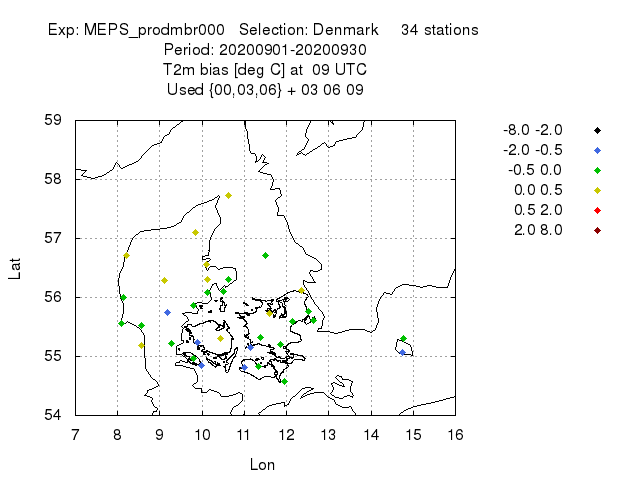 Exp: MEPS_prodmbr000 Selection: Denmark 34 stations
Period: 20200901-20200930
T2m bias [deg C] at 09 UTC
Used {00,03,06} + 03 06 09
59
58
57
56
55
54
Lat
7 8 9 10 11 12 13 14 15 16
Lon
-8.0 -2.0
-2.0 -0.5
-0.5 0.0
0.0 0.5
0.5 2.0
2.0 8.0